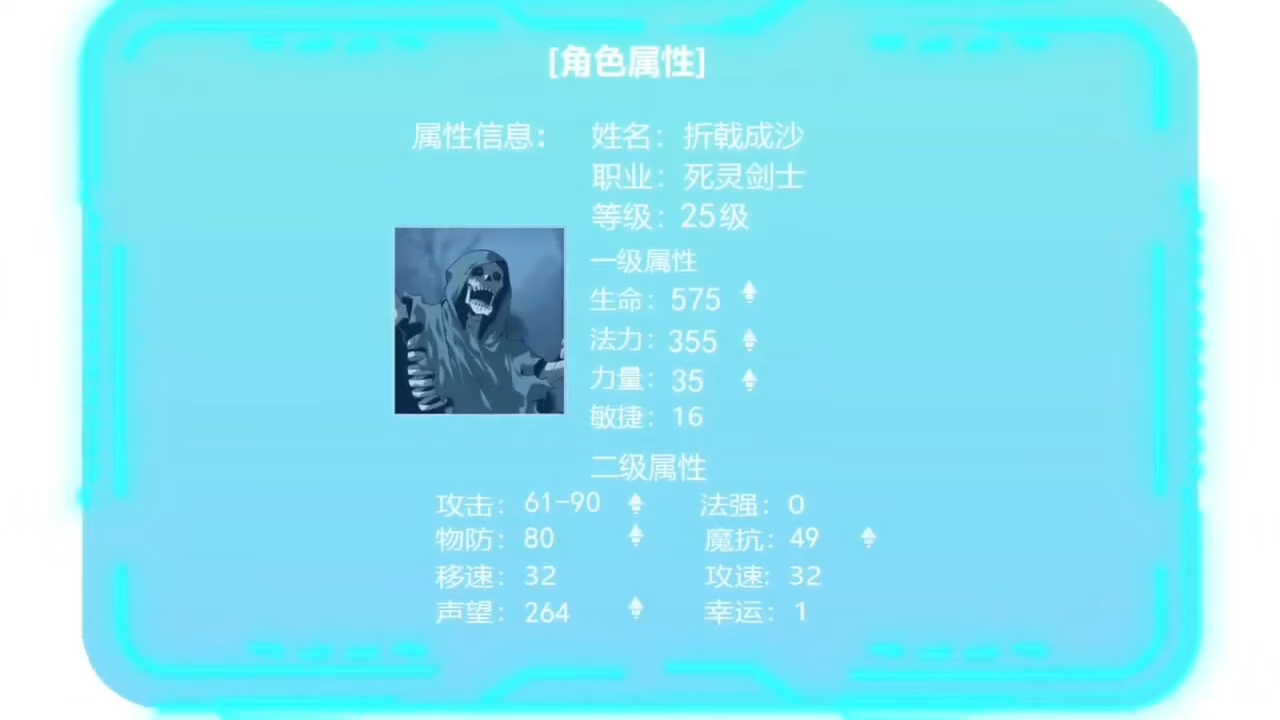 [角色属性]
属性信息: 姓名: 折戟成沙
职业: 死灵剑士
等级: 25级
一级属性
生命: 575
法力: 355
力量: 35
敏捷: 16
二级属性
攻击: 61-90 法强: 0
物防: 80 魔抗: 49
移速: 32 攻速: 32
声望: 264 幸运: 1